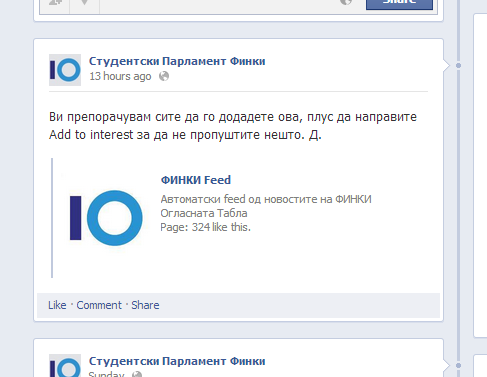 Share
Студентски Парламент Финки
13 hours ago
Ви препорачувам сите да го додадете ова, плус да направите
Add to interest за да не пропуштите нешто. Д.
ФИНКИ Feed
Автоматски feed од новостите на ФИНКИ
Огласната Табла
Page: 324 like this.
Like · Comment · Share
Студентски Парламент Финки
Sunday